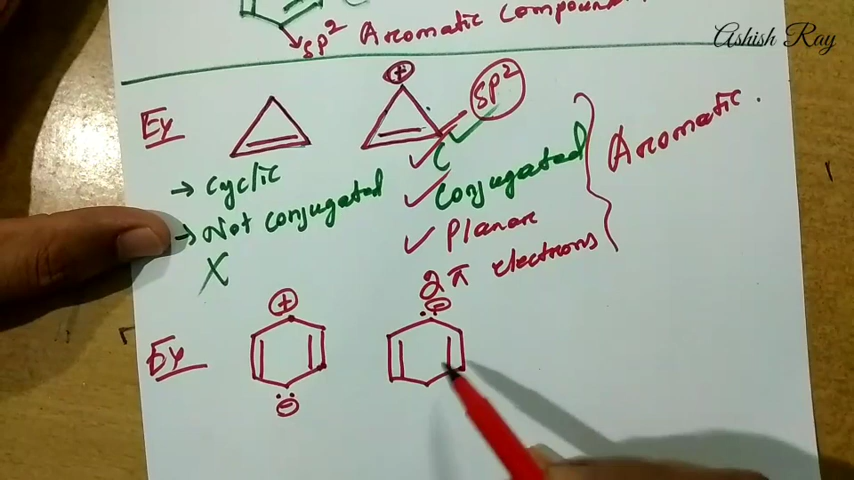 SP² Aromatic Compound.
Ashish Ray
Ex
+
SP²
→ Cyclic
✓ C
→ Not conjugated
✓ Conjugated
X
✓ Planar
2π electrons
} Aromatic.
Ex
+
⊖
⊖